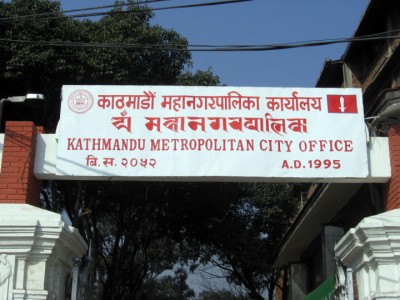 काठमाडौं महानगरपालिका कार्यालय
KATHMANDU METROPOLITAN CITY OFFICE
बि.स. २०५२ A.D. 1995